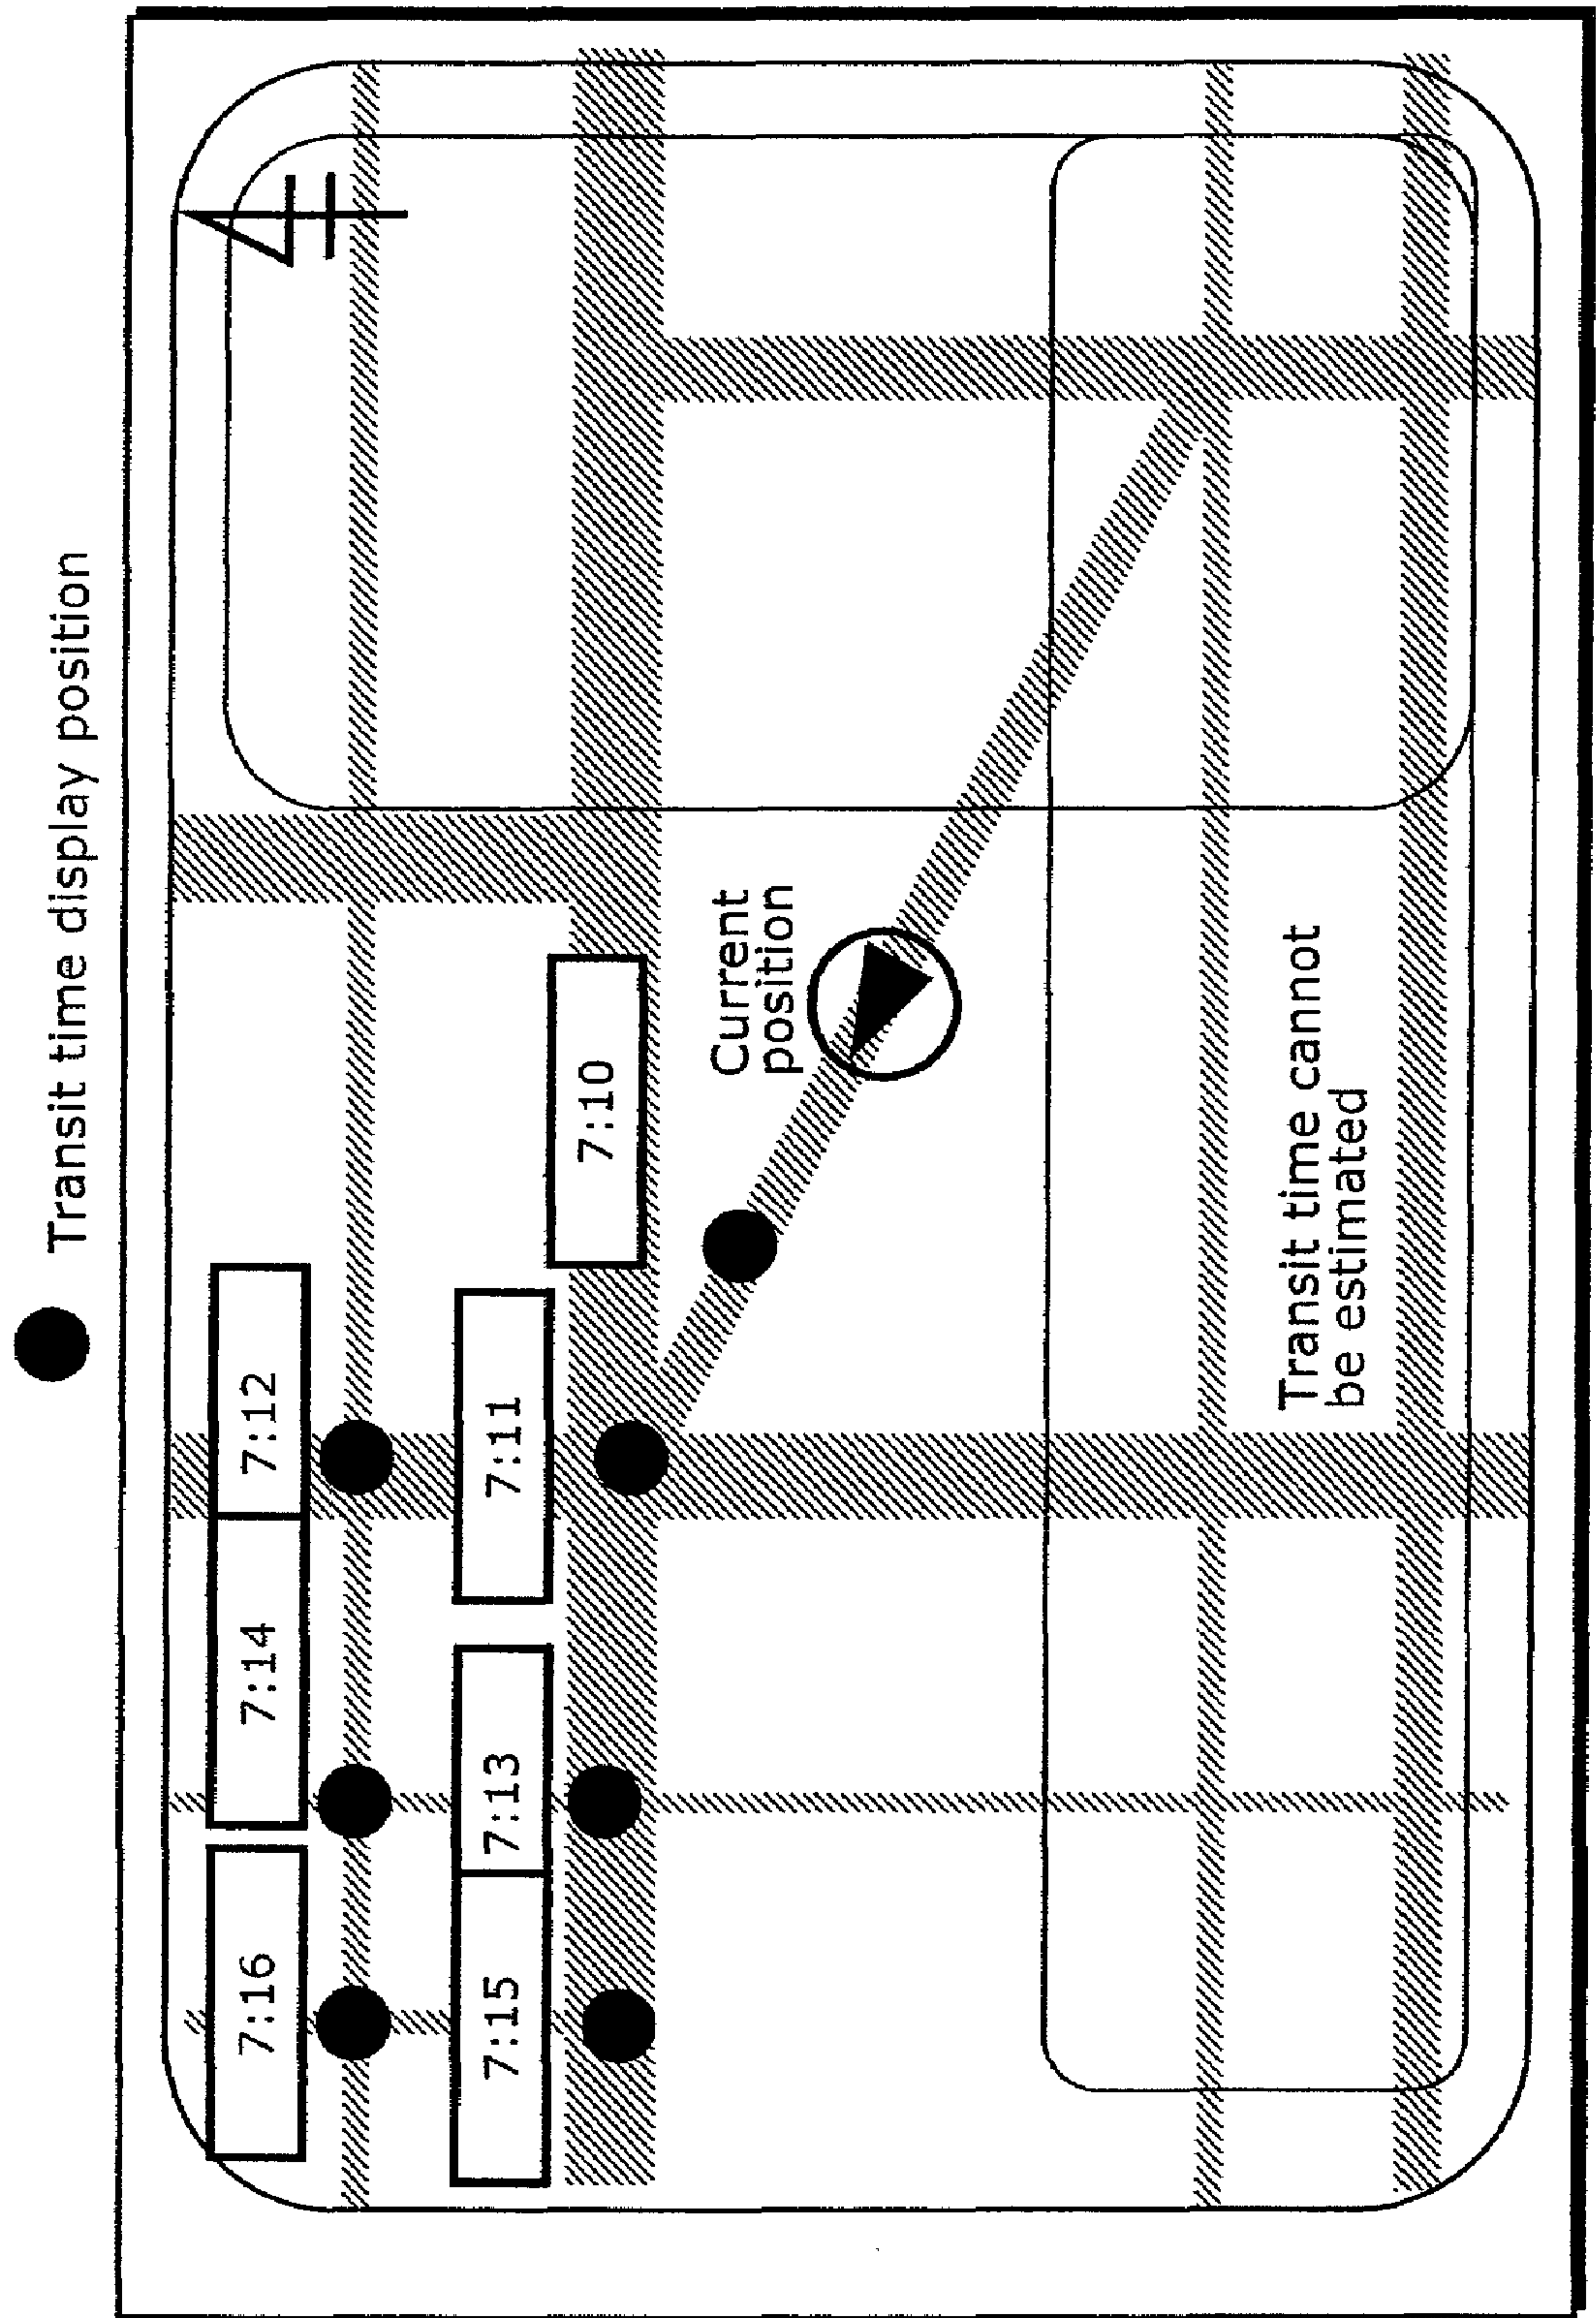 Transit time display position
7:16
7:14
7:12
7:15
7:13
7:11
7:10
Current
position
Transit time cannot
be estimated